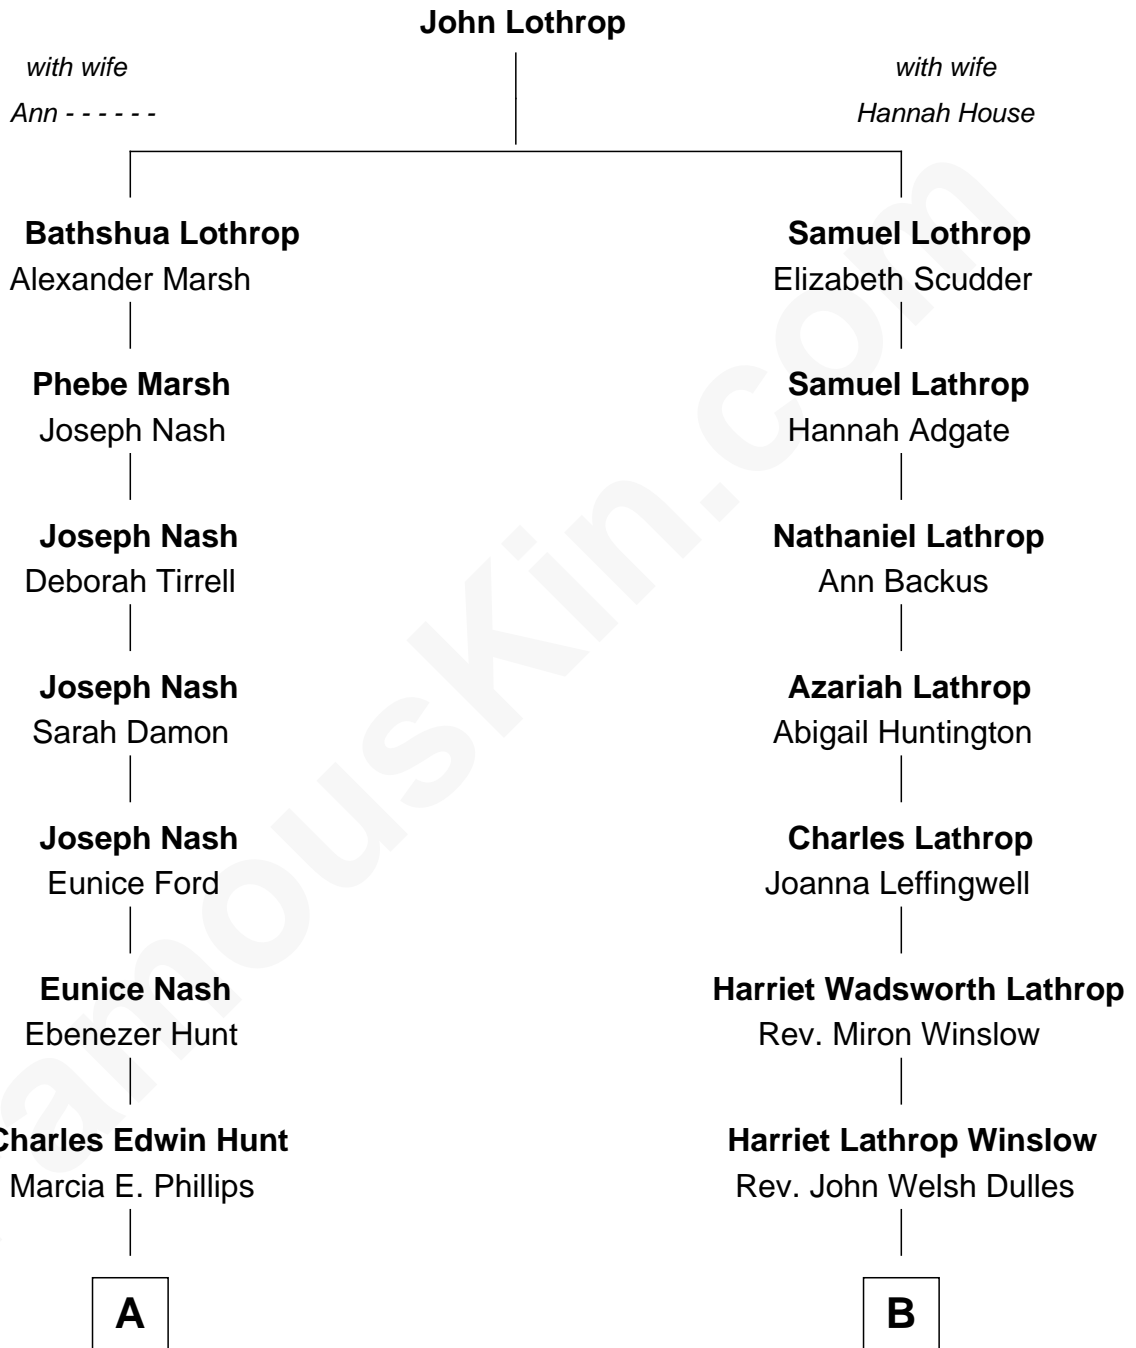 John Lothrop
with wife
Ann - - - - - -
with wife
Hannah House
Bathshua Lothrop
Alexander Marsh
Samuel Lothrop
Elizabeth Scudder
Phebe Marsh
Joseph Nash
Samuel Lathrop
Hannah Adgate
Joseph Nash
Deborah Tirrell
Nathaniel Lathrop
Ann Backus
Joseph Nash
Sarah Damon
Azariah Lathrop
Abigail Huntington
Joseph Nash
Eunice Ford
Charles Lathrop
Joanna Leffingwell
Eunice Nash
Ebenezer Hunt
Harriet Wadsworth Lathrop
Rev. Miron Winslow
Charles Edwin Hunt
Marcia E. Phillips
Harriet Lathrop Winslow
Rev. John Welsh Dulles
A
B
amouskin.com